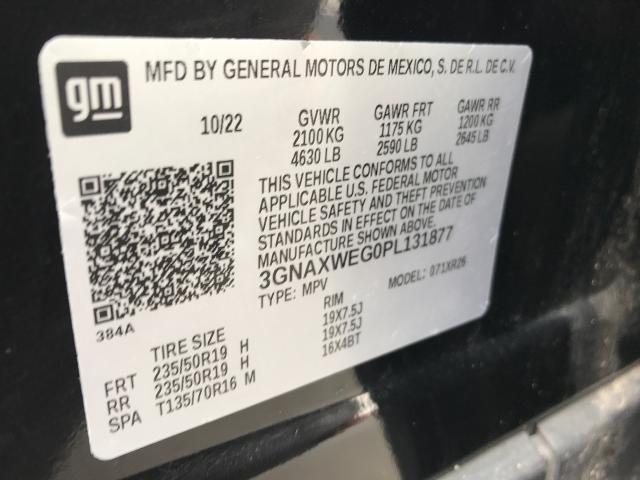 gm
MFD BY GENERAL MOTORS DE MEXICO, S. DE R.L. DE C.V.
10/22 GVWR GAWR FRT GAWR RR
2100 KG 1175 KG 1200 KG
4630 LB 2590 LB 2645 LB
THIS VEHICLE CONFORMS TO ALL
APPLICABLE U.S. FEDERAL MOTOR
VEHICLE SAFETY AND THEFT PREVENTION
STANDARDS IN EFFECT ON THE DATE OF
MANUFACTURE SHOWN ABOVE.
3GNAXWEG0PL131877
TYPE: MPV MODEL: 071XR26
384A
TIRE SIZE RIM
FRT 235/50R19 H 19X7.5J
RR 235/50R19 H 19X7.5J
SPA T135/70R16 M 16X4BT